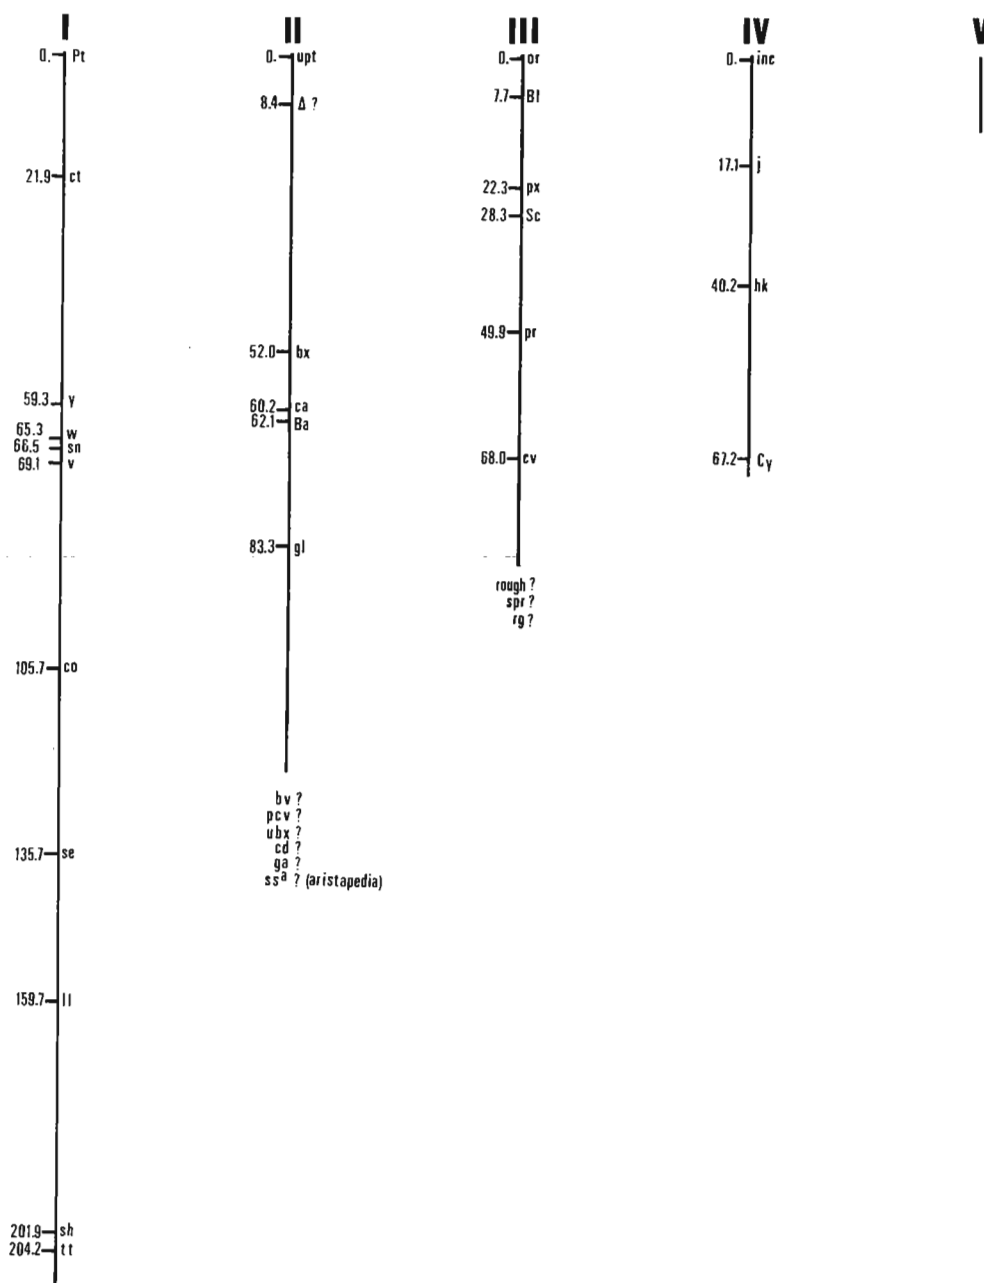 I
0. Pt
21.9 ct
59.3 y
65.3 w
66.5 sn
69.1 v
105.7 co
135.7 se
159.7 ll
201.9 sh
204.2 tt
II
0. upt
8.4 Δ ?
52.0 bx
60.2 ca
62.1 Ba
83.3 gl
bv ?
pcv ?
ubx ?
cd ?
ga ?
ssa ? (aristapedia)
III
0. or
7.7 Bl
22.3 px
28.3 Sc
49.9 pr
68.0 cv
rough ?
spr ?
rg ?
IV
0. inc
17.1 j
40.2 hk
67.2 Cy
V